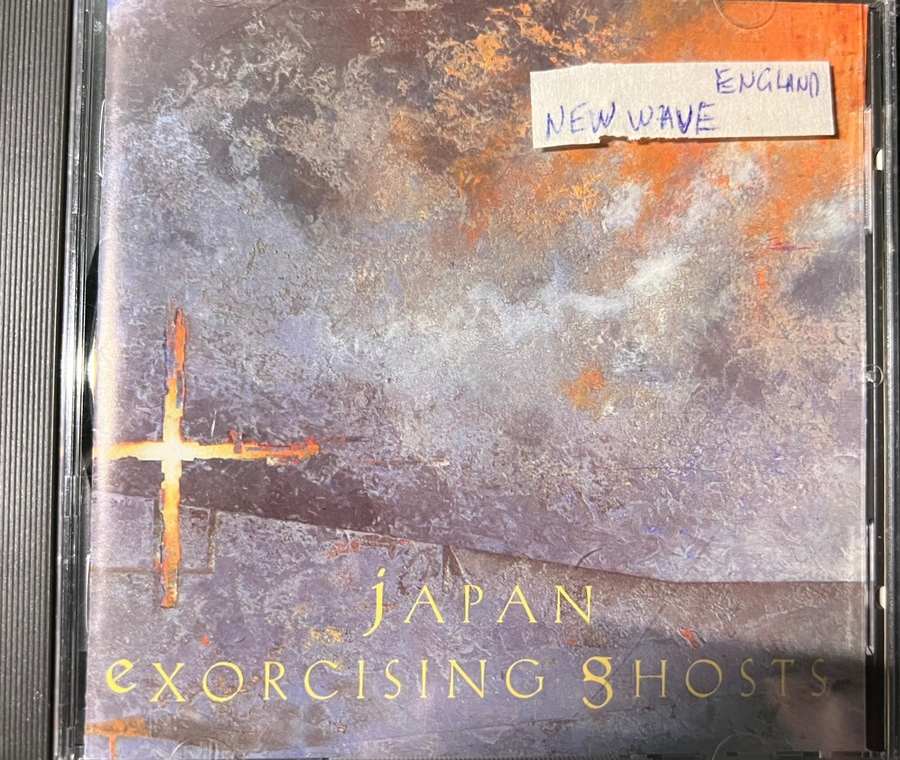 ENGLAND
NEW WAVE
jAPAN
eXORCISING gHOSTS